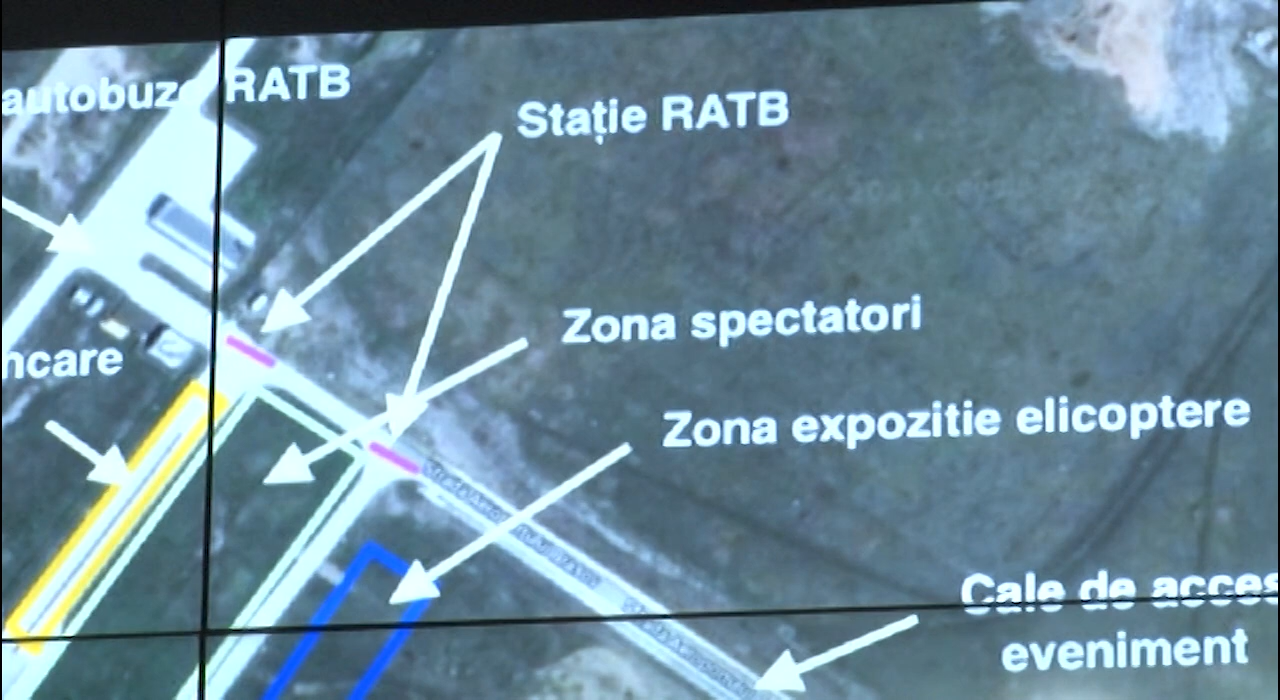 autobuze RATB
Stație RATB
Zona spectatori
ncare
Zona expozitie elicoptere
Cale de acces
eveniment